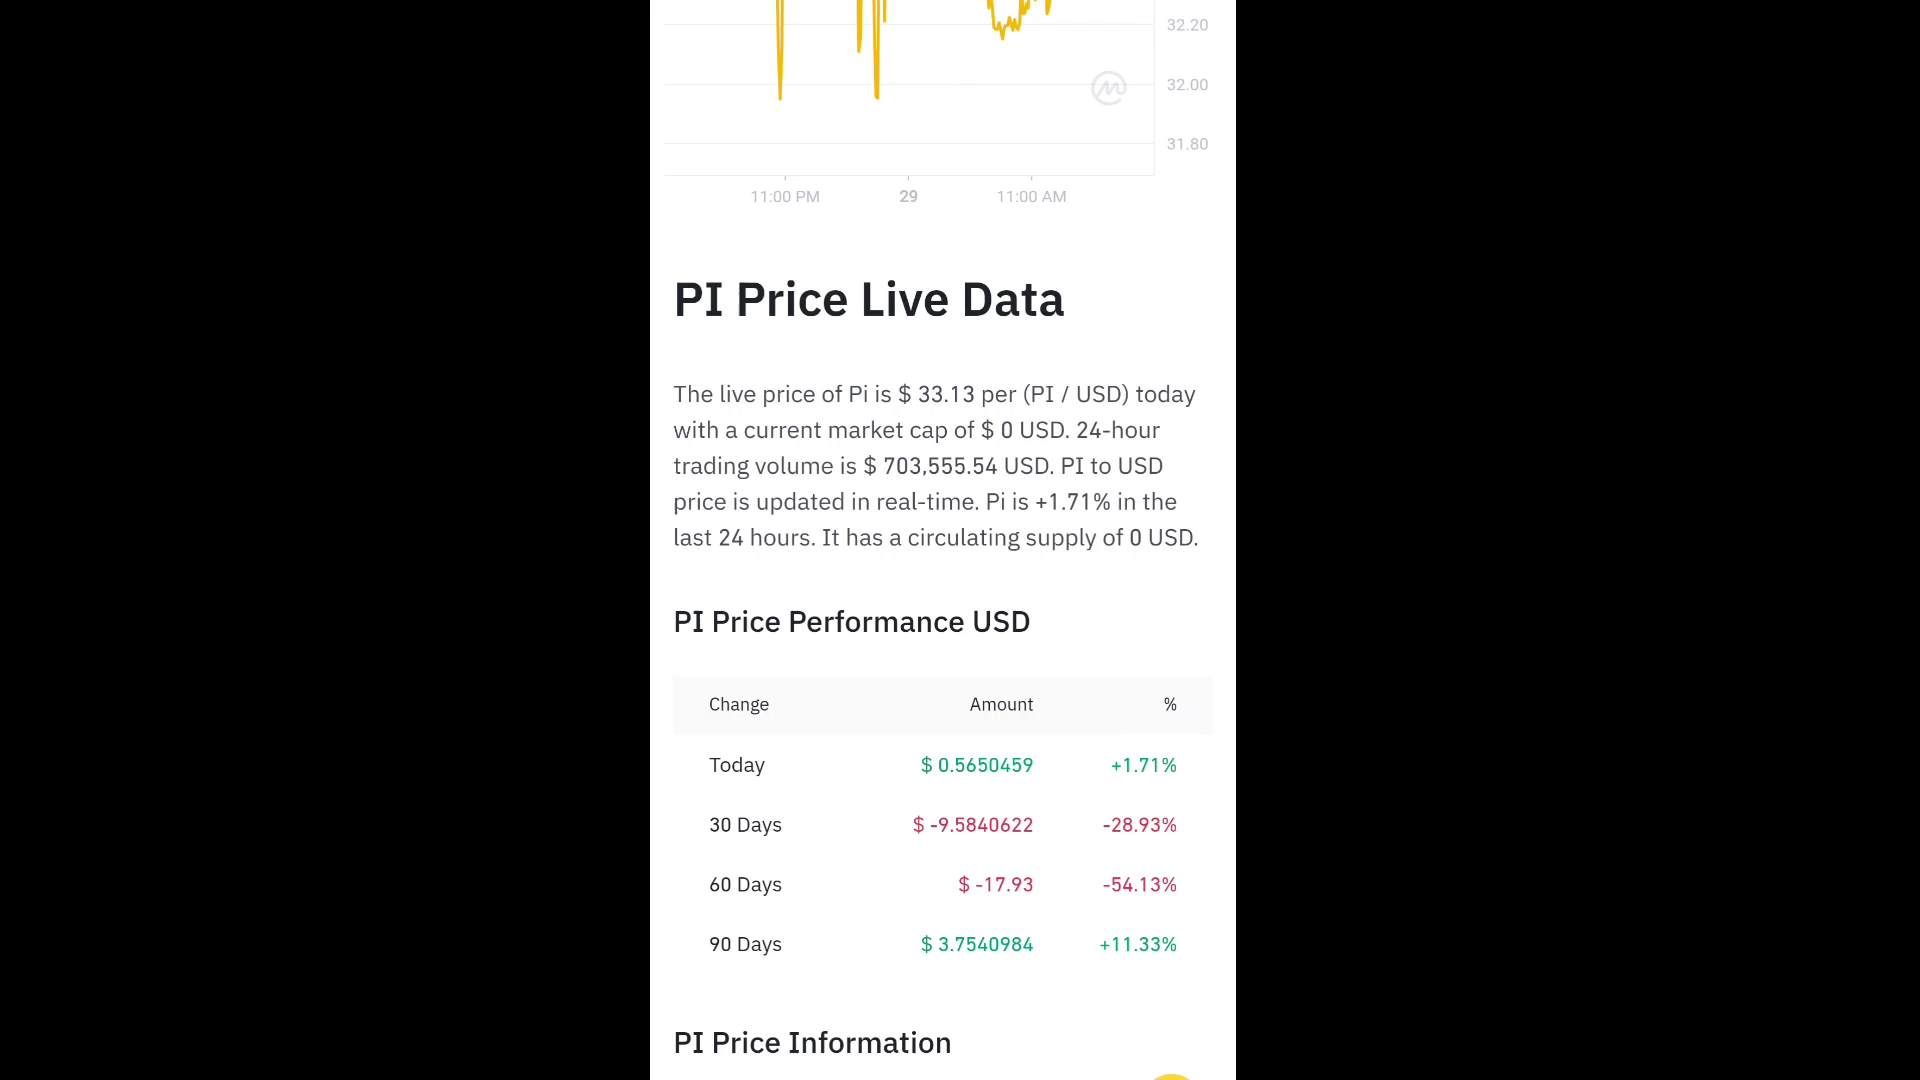 32.20
32.00
31.80
11:00 PM 29 11:00 AM
PI Price Live Data
The live price of Pi is $ 33.13 per (PI / USD) today
with a current market cap of $ 0 USD. 24-hour
trading volume is $ 703,555.54 USD. PI to USD
price is updated in real-time. Pi is +1.71% in the
last 24 hours. It has a circulating supply of 0 USD.
PI Price Performance USD
Change Amount %
Today $ 0.5650459 +1.71%
30 Days $ -9.5840622 -28.93%
60 Days $ -17.93 -54.13%
90 Days $ 3.7540984 +11.33%
PI Price Information